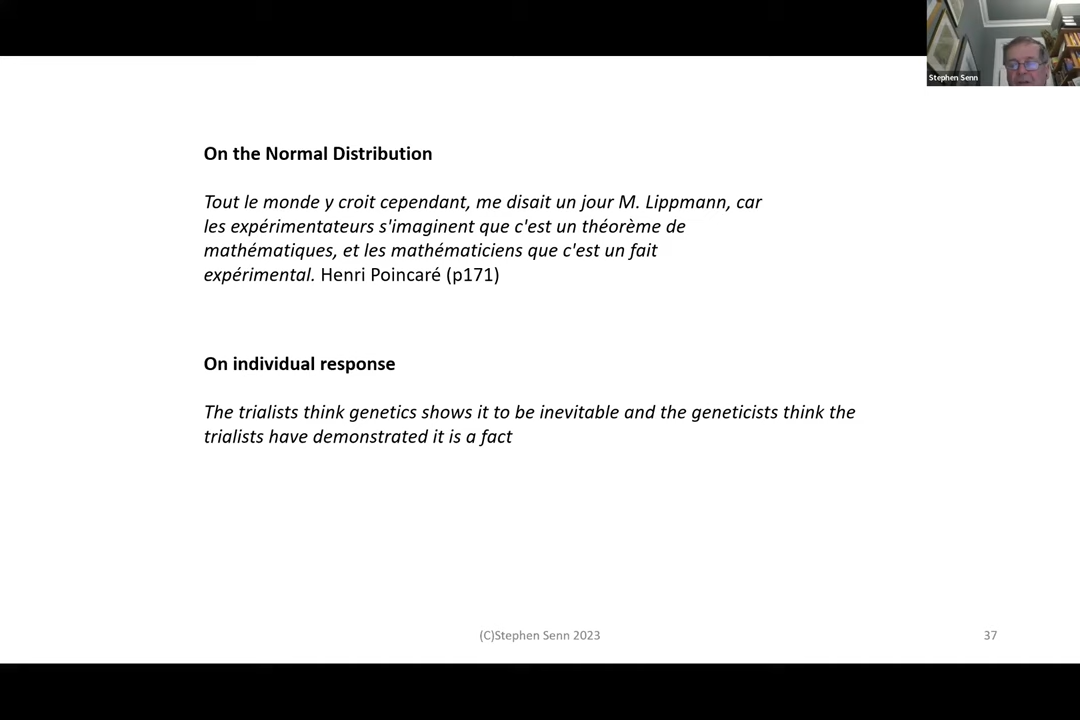 Stephen Senn
On the Normal Distribution
Tout le monde y croit cependant, me disait un jour M. Lippmann, car
les expérimentateurs s'imaginent que c'est un théorème de
mathématiques, et les mathématiciens que c'est un fait
expérimental. Henri Poincaré (p171)
On individual response
The trialists think genetics shows it to be inevitable and the geneticists think the
trialists have demonstrated it is a fact
(C)Stephen Senn 2023
37